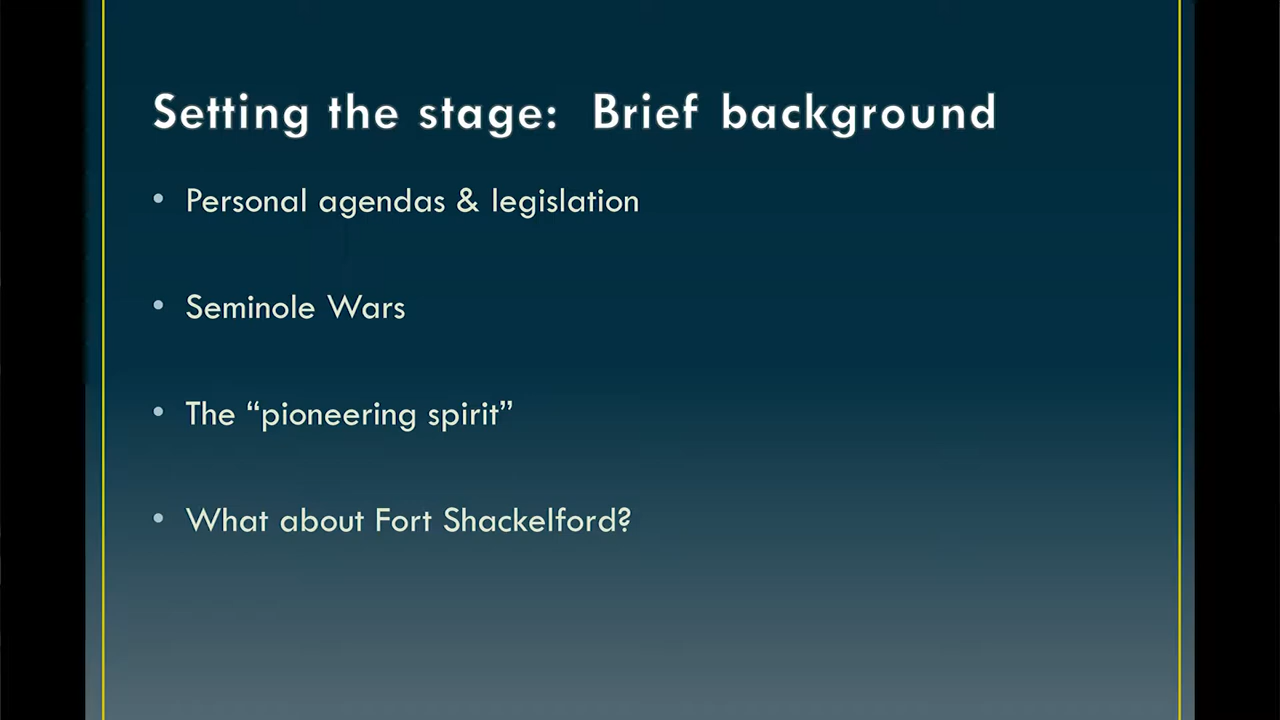 Setting the stage:  Brief background
• Personal agendas & legislation
• Seminole Wars
• The “pioneering spirit”
• What about Fort Shackelford?